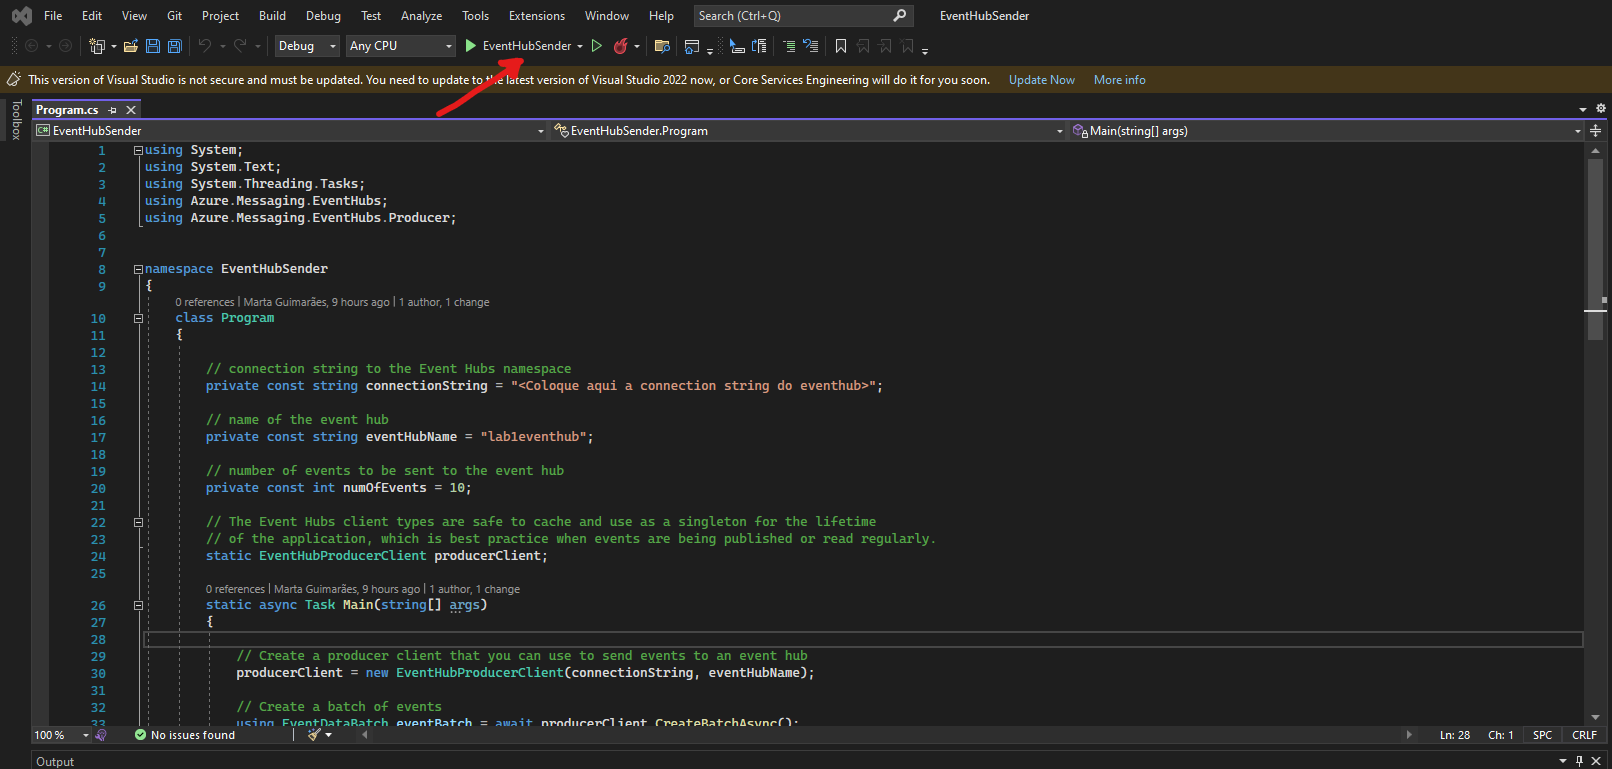 File Edit View Git Project Build Debug Test Analyze Tools Extensions Window Help Search (Ctrl+Q) EventHubSender
Debug Any CPU EventHubSender
This version of Visual Studio is not secure and must be updated. You need to update to the latest version of Visual Studio 2022 now, or Core Services Engineering will do it for you soon. Update Now More info
Toolbox
Program.cs
C# EventHubSender EventHubSender.Program Main(string[] args)
1 using System;
2 using System.Text;
3 using System.Threading.Tasks;
4 using Azure.Messaging.EventHubs;
5 using Azure.Messaging.EventHubs.Producer;
6
7
8 namespace EventHubSender
9 {
0 references | Marta Guimarães, 9 hours ago | 1 author, 1 change
10 class Program
11 {
12
13 // connection string to the Event Hubs namespace
14 private const string connectionString = "<Coloque aqui a connection string do eventhub>";
15
16 // name of the event hub
17 private const string eventHubName = "lab1eventhub";
18
19 // number of events to be sent to the event hub
20 private const int numOfEvents = 10;
21
22 // The Event Hubs client types are safe to cache and use as a singleton for the lifetime
23 // of the application, which is best practice when events are being published or read regularly.
24 static EventHubProducerClient producerClient;
25
0 references | Marta Guimarães, 9 hours ago | 1 author, 1 change
26 static async Task Main(string[] args)
27 {
28
29 // Create a producer client that you can use to send events to an event hub
30 producerClient = new EventHubProducerClient(connectionString, eventHubName);
31
32 // Create a batch of events
33 using EventDataBatch eventBatch = await producerClient.CreateBatchAsync();
100 % No issues found Ln: 28 Ch: 1 SPC CRLF
Output